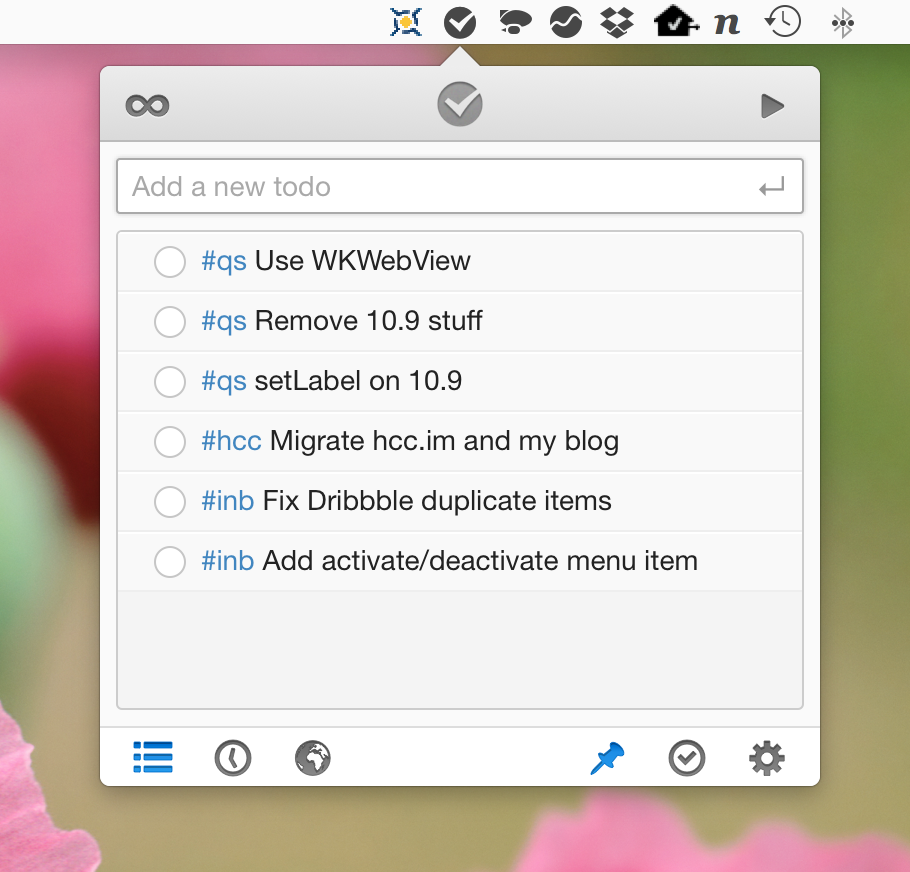 n
Add a new todo
#qs Use WKWebView
#qs Remove 10.9 stuff
#qs setLabel on 10.9
#hcc Migrate hcc.im and my blog
#inb Fix Dribbble duplicate items
#inb Add activate/deactivate menu item